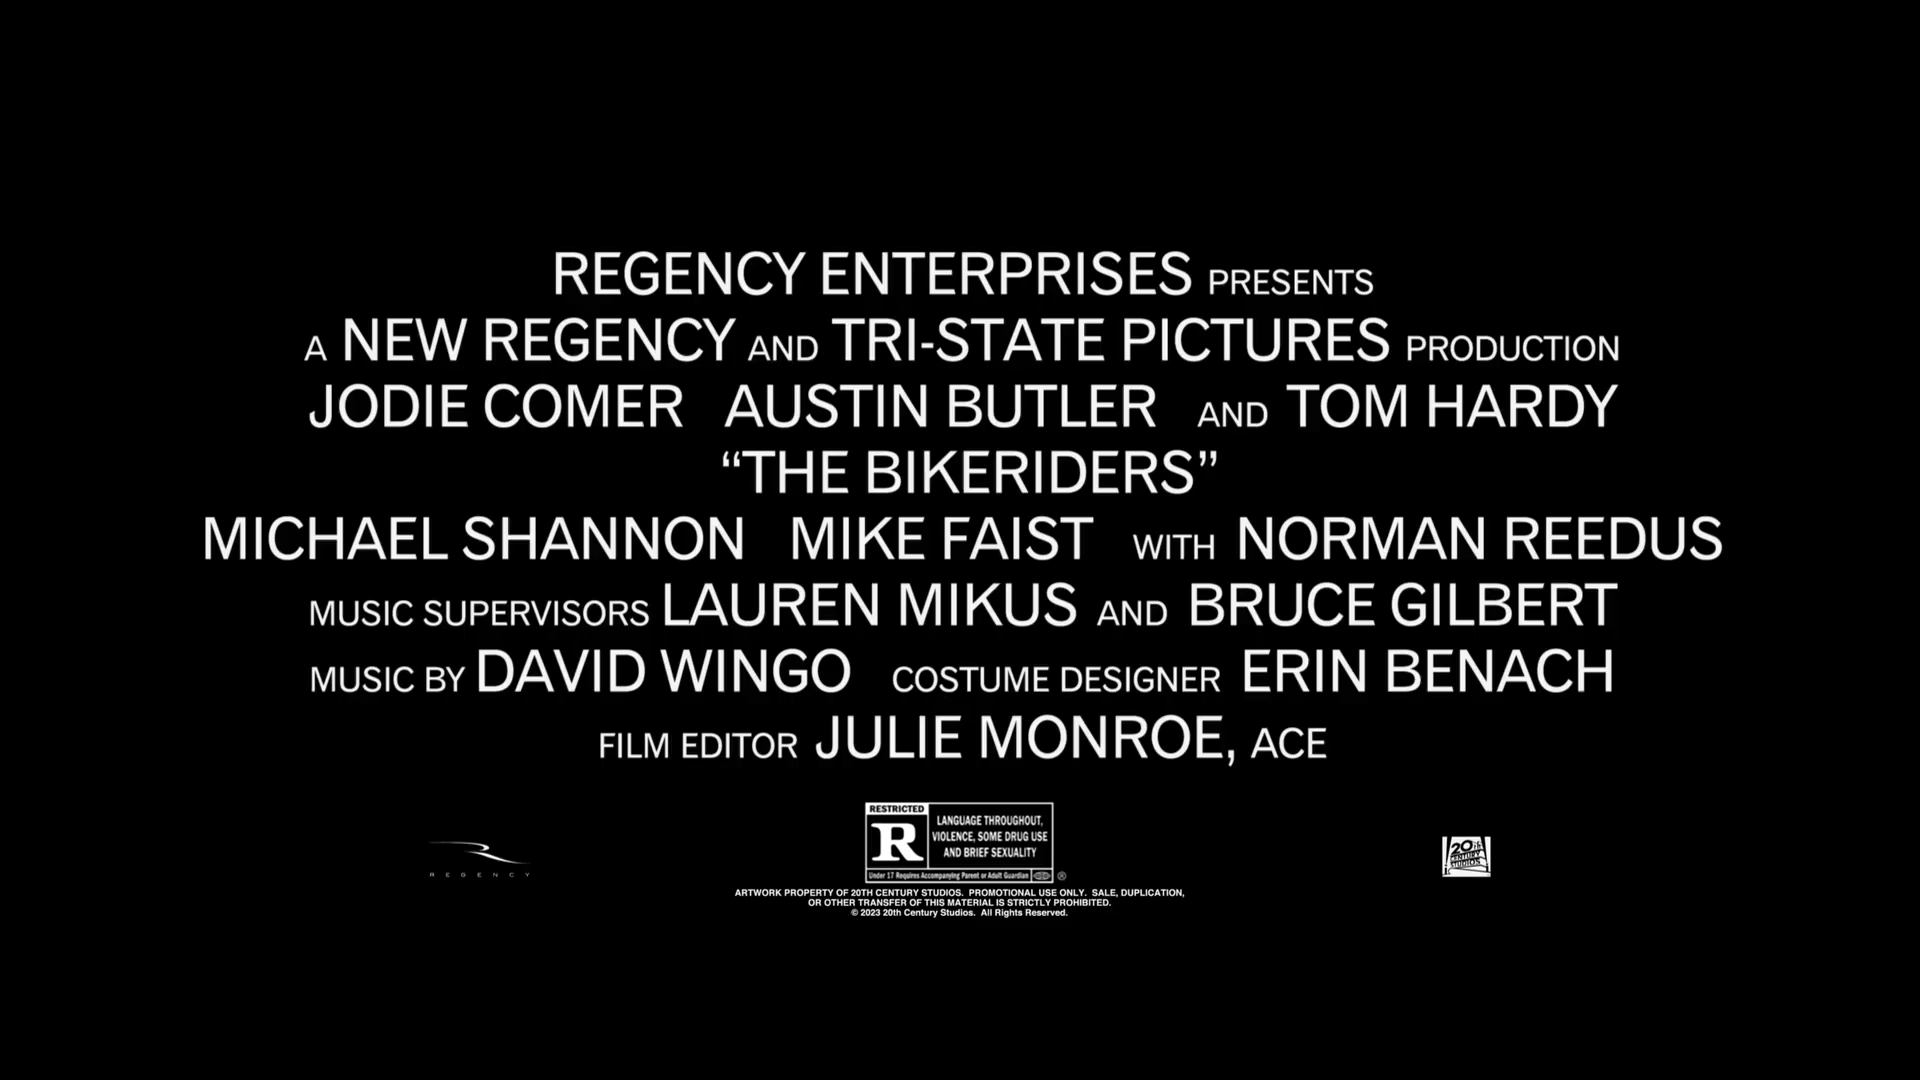 REGENCY ENTERPRISES PRESENTS
A NEW REGENCY AND TRI-STATE PICTURES PRODUCTION
JODIE COMER AUSTIN BUTLER AND TOM HARDY
“THE BIKERIDERS”
MICHAEL SHANNON MIKE FAIST WITH NORMAN REEDUS
MUSIC SUPERVISORS LAUREN MIKUS AND BRUCE GILBERT
MUSIC BY DAVID WINGO COSTUME DESIGNER ERIN BENACH
FILM EDITOR JULIE MONROE, ACE
RESTRICTED
R
LANGUAGE THROUGHOUT,
VIOLENCE, SOME DRUG USE
AND BRIEF SEXUALITY
Under 17 Requires Accompanying Parent or Adult Guardian ®
REGENCY
20th
CENTURY
STUDIOS
ARTWORK PROPERTY OF 20TH CENTURY STUDIOS. PROMOTIONAL USE ONLY. SALE, DUPLICATION,
OR OTHER TRANSFER OF THIS MATERIAL IS STRICTLY PROHIBITED.
© 2023 20th Century Studios. All Rights Reserved.